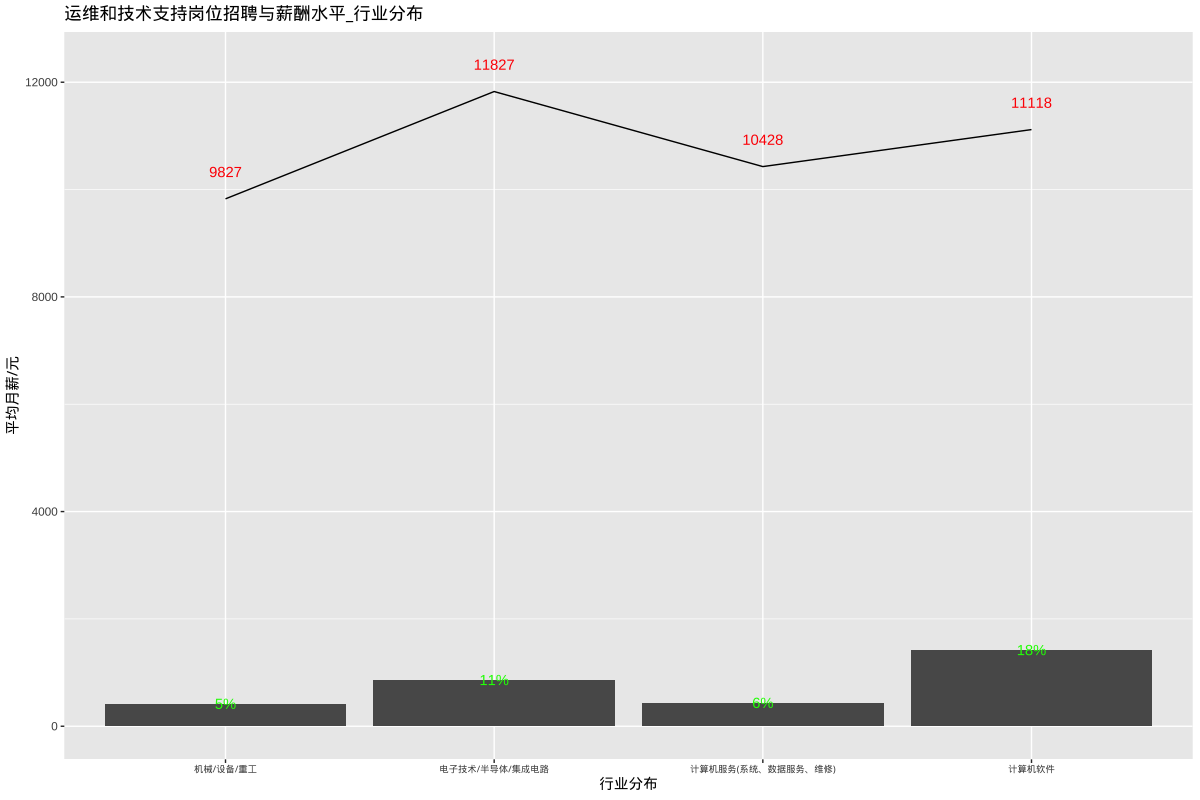 运维和技术支持岗位招聘与薪酬水平_行业分布
11827
12000
11118
10428
9827
8000
平均月薪/元
4000
18%
11%
5%
6%
0
机械/设备/重工
电子技术/半导体/集成电路
计算机服务(系统、数据服务、维修)
计算机软件
行业分布